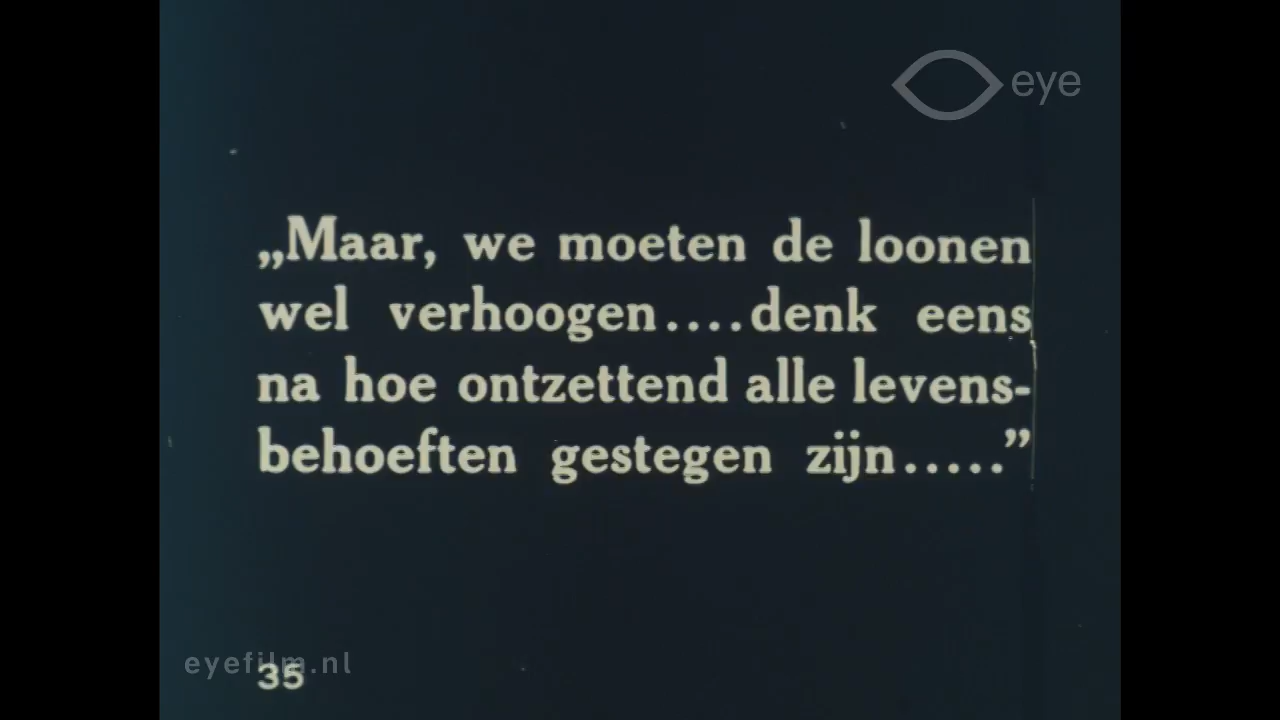 eye
„Maar, we moeten de loonen
wel verhoogen....denk eens
na hoe ontzettend alle levens-
behoeften gestegen zijn.....”
eyefilm.nl
35